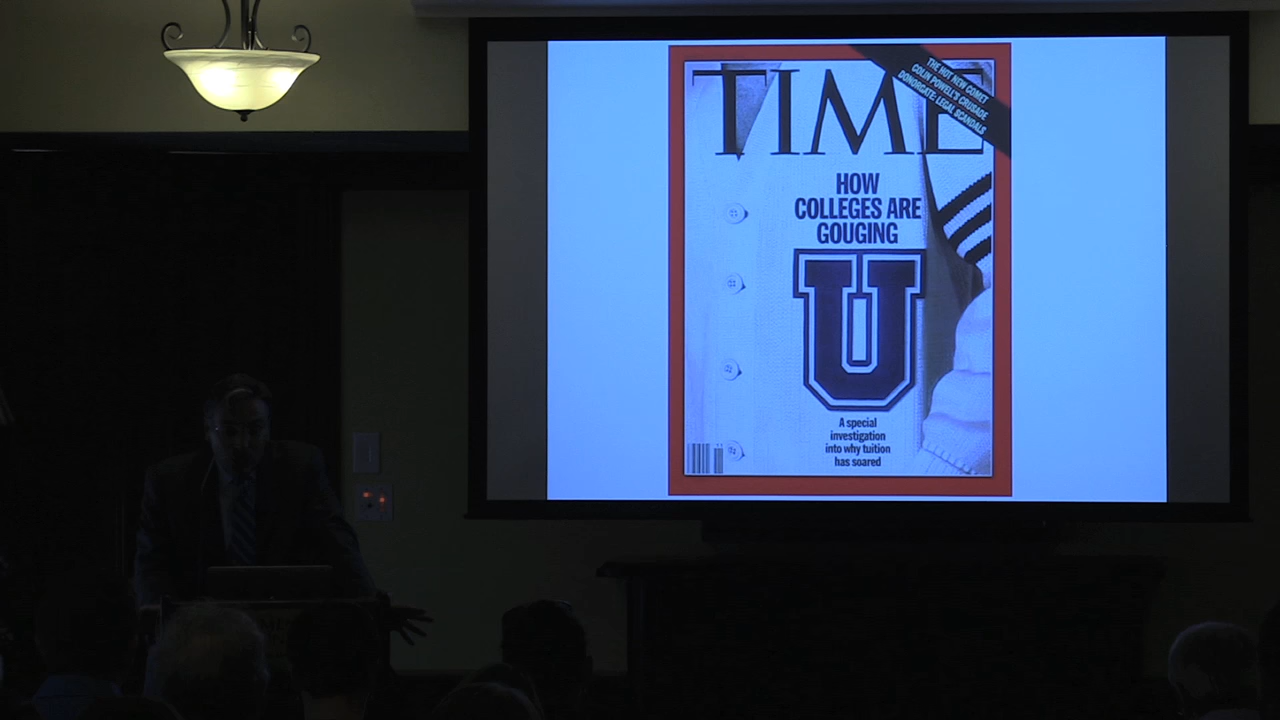 TIME
THE HOT NEW COMET
COLIN POWELL'S CRUSADE
DONORGATE: LEGAL SCANDALS
HOW
COLLEGES ARE
GOUGING
U
A special
investigation
into why tuition
has soared